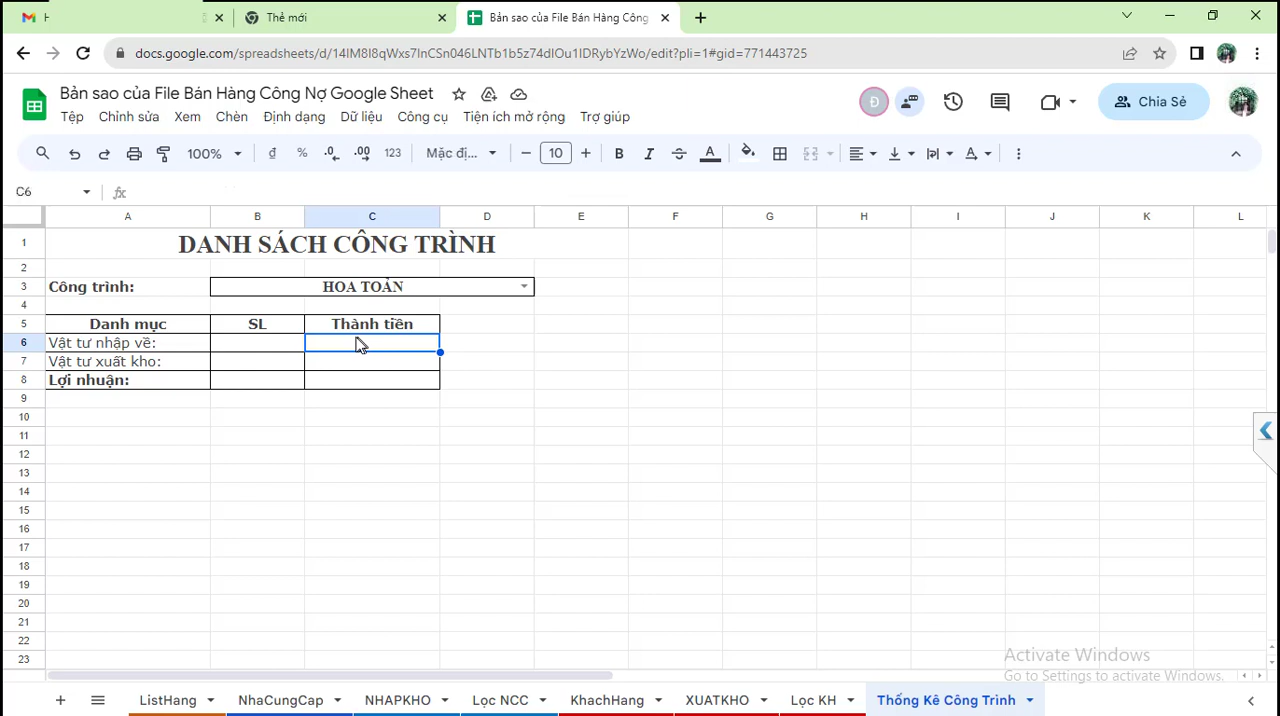 H
Thẻ mới
Bản sao của File Bán Hàng Công
docs.google.com/spreadsheets/d/14IM8I8qWxs7InCSn046LNTb1b5z74dIOu1IDRybYzWo/edit?pli=1#gid=771443725
Bản sao của File Bán Hàng Công Nợ Google Sheet
Đ
Chia Sẻ
Tệp Chỉnh sửa Xem Chèn Định dạng Dữ liệu Công cụ Tiện ích mở rộng Trợ giúp
100% đ % .0 .00 123 Mặc đị... 10 B I S A
C6 fx
A B C D E F G H I J K L
1 DANH SÁCH CÔNG TRÌNH
2
3 Công trình: HOA TOẢN
4
5 Danh mục SL Thành tiền
6 Vật tư nhập về:
7 Vật tư xuất kho:
8 Lợi nhuận:
9
10
11
12
13
14
15
16
17
18
19
20
21
22
23
Activate Windows
Go to Settings to activate Windows.
ListHang NhaCungCap NHAPKHO Lọc NCC KhachHang XUATKHO Lọc KH Thống Kê Công Trình